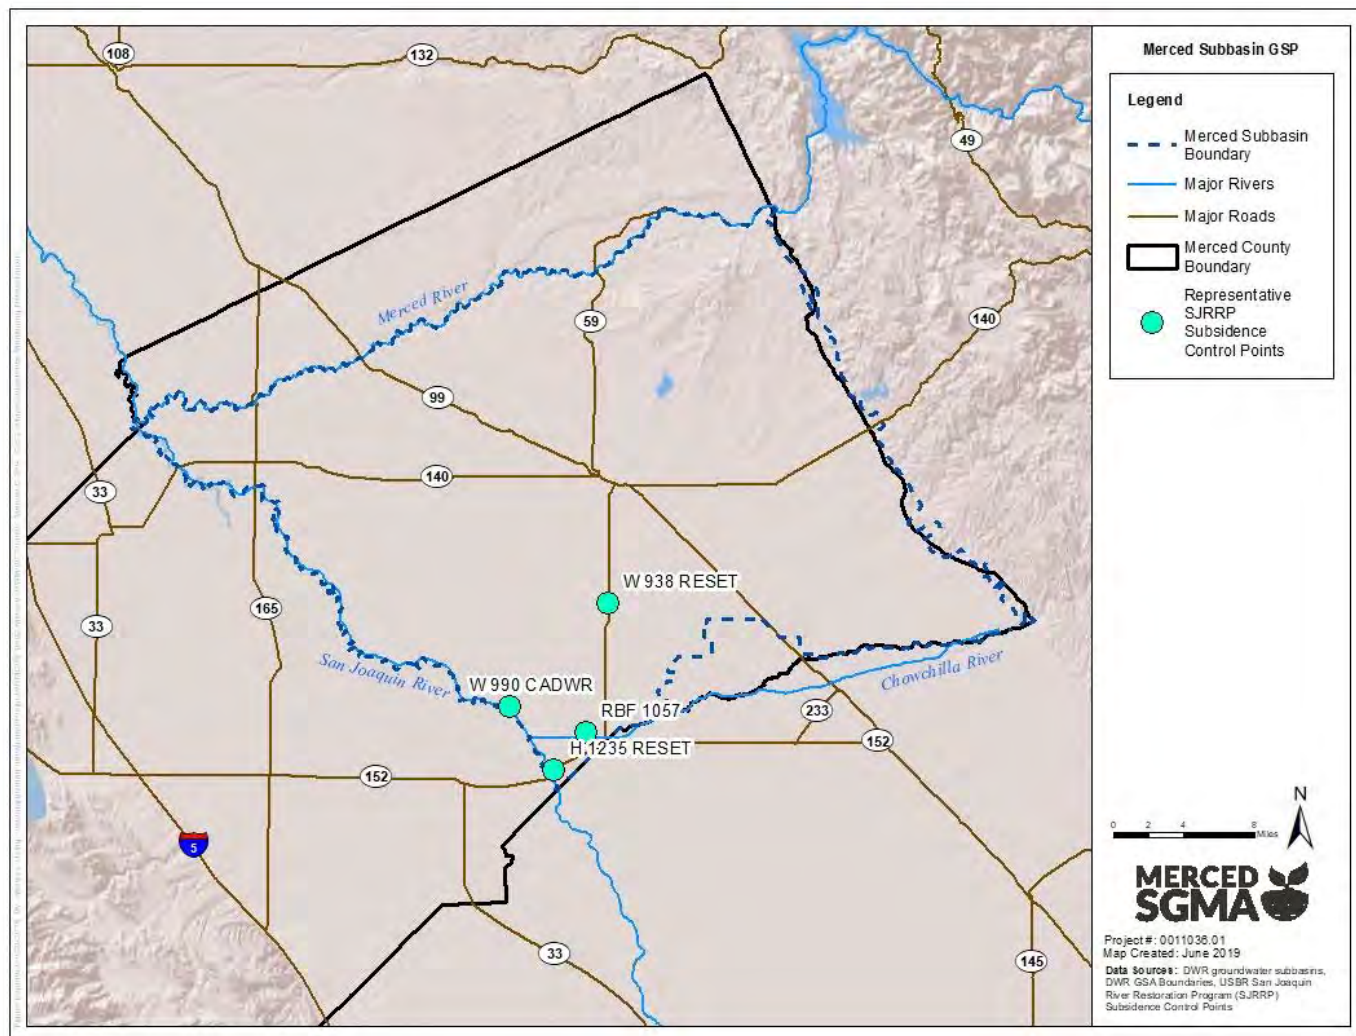 Merced Subbasin GSP
Legend
Merced Subbasin
Boundary
Major Rivers
Major Roads
Merced County
Boundary
Representative
SJRRP
Subsidence
Control Points
108
132
49
Merced River
59
140
99
140
33
W 938 RESET
165
33
San Joaquin River
W 990 CADWR
Chowchilla River
RBF 1057
233
H 1235 RESET
152
152
5
33
145
N
0 2 4 8
Miles
MERCED
SGMA
Project #: 0011036.01
Map Created: June 2019
Data Sources: DWR groundwater subbasins,
DWR GSA Boundaries, USBR San Joaquin
River Restoration Program (SJRRP)
Subsidence Control Points